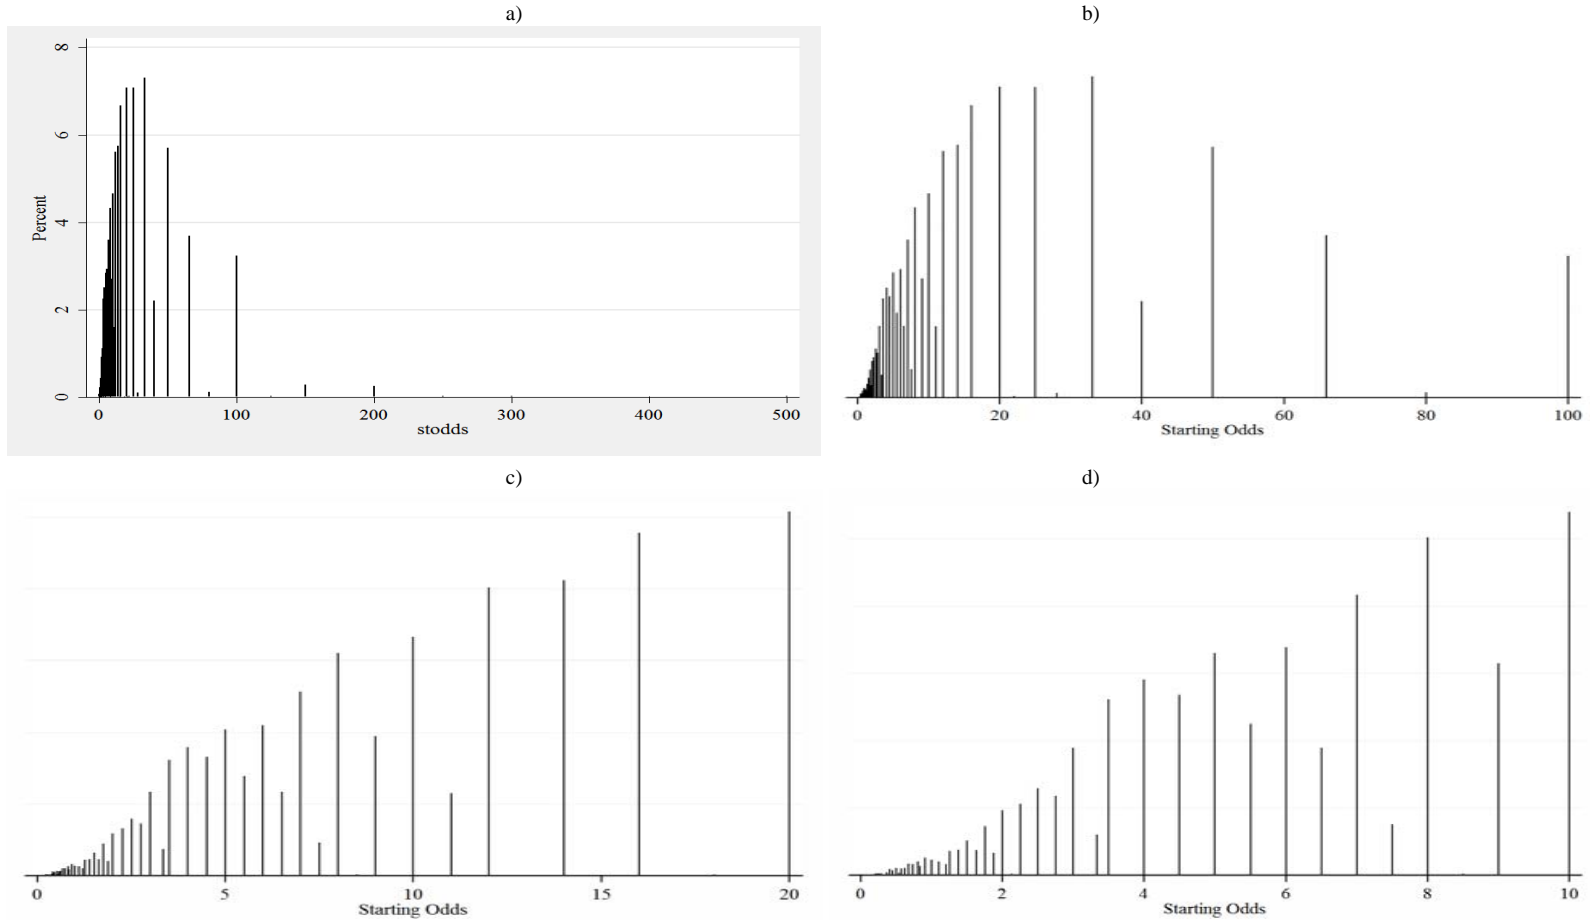 a)
b)
Percent
8
6
4
2
0
0 100 200 300 400 500
stodds
0 20 40 60 80 100
Starting Odds
c)
d)
0 5 10 15 20
Starting Odds
0 2 4 6 8 10
Starting Odds